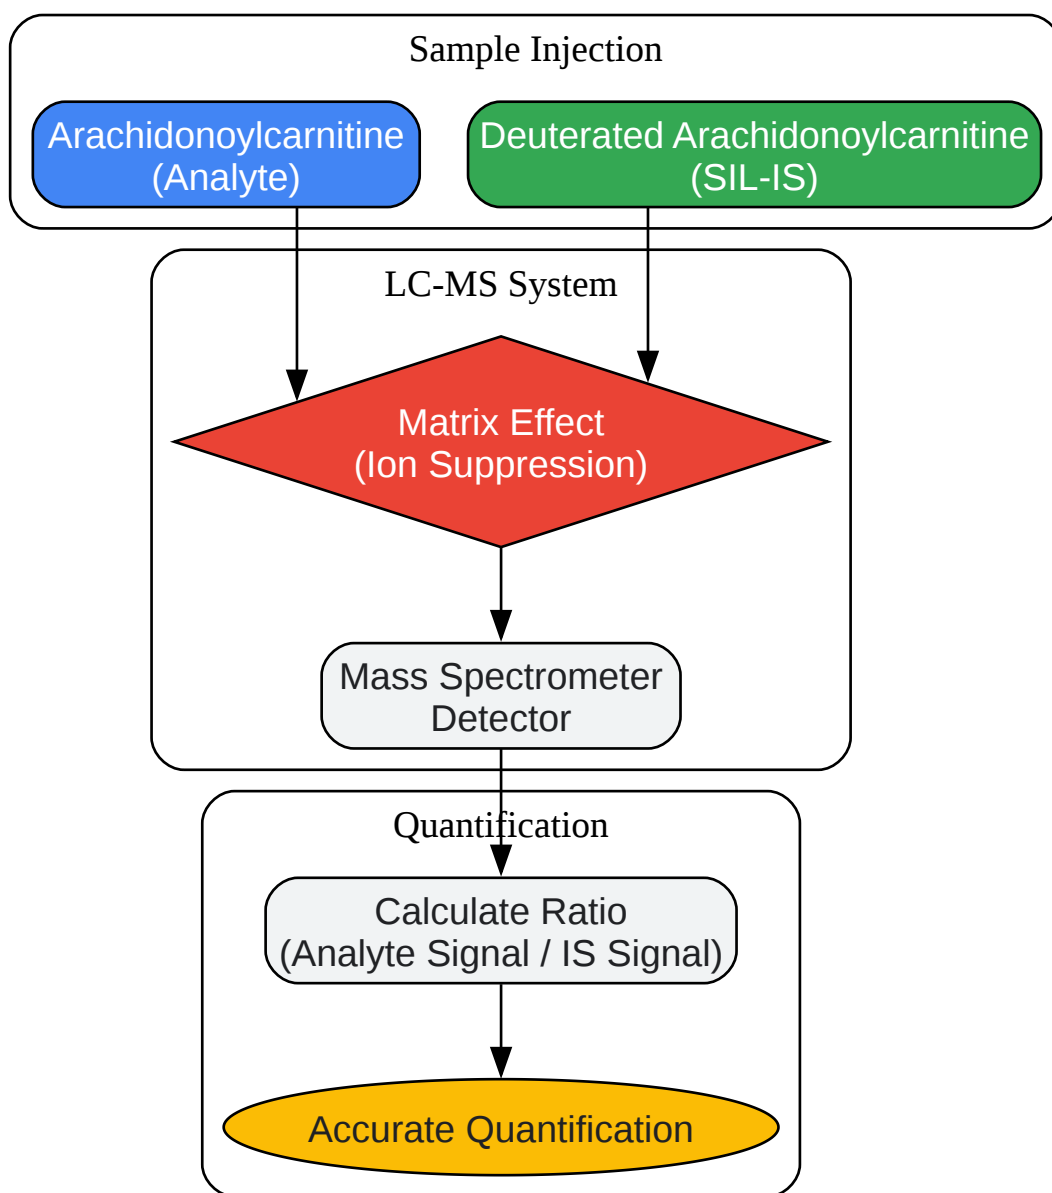 Sample Injection
Arachidonoylcarnitine
(Analyte)
Deuterated Arachidonoylcarnitine
(SIL-IS)
LC-MS System
Matrix Effect
(Ion Suppression)
Mass Spectrometer
Detector
Quantification
Calculate Ratio
(Analyte Signal / IS Signal)
Accurate Quantification